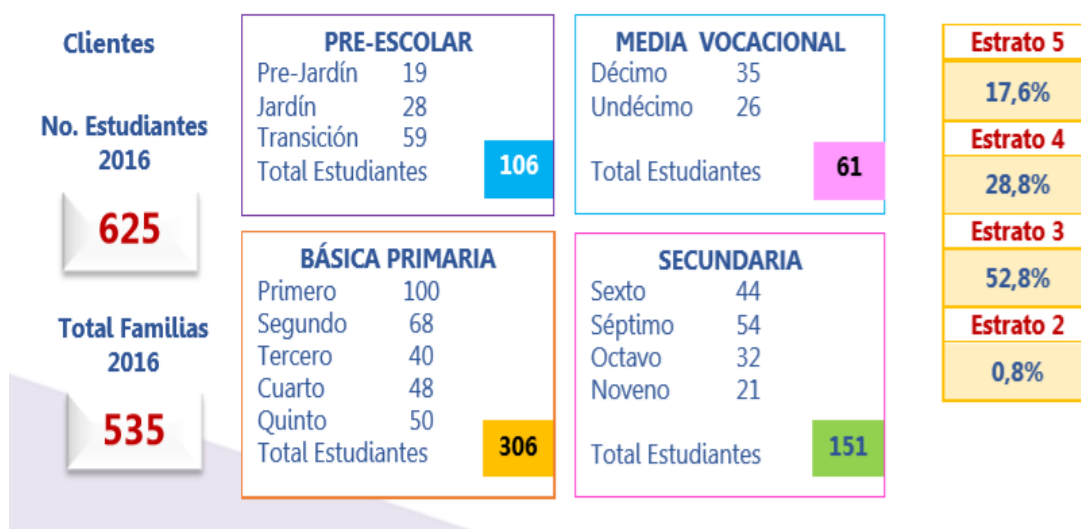 Clientes
No. Estudiantes
2016
625
Total Familias
2016
535
PRE-ESCOLAR
Pre-Jardín 19
Jardín 28
Transición 59
Total Estudiantes 106
BÁSICA PRIMARIA
Primero 100
Segundo 68
Tercero 40
Cuarto 48
Quinto 50
Total Estudiantes 306
MEDIA VOCACIONAL
Décimo 35
Undécimo 26
Total Estudiantes 61
SECUNDARIA
Sexto 44
Séptimo 54
Octavo 32
Noveno 21
Total Estudiantes 151
Estrato 5
17,6%
Estrato 4
28,8%
Estrato 3
52,8%
Estrato 2
0,8%